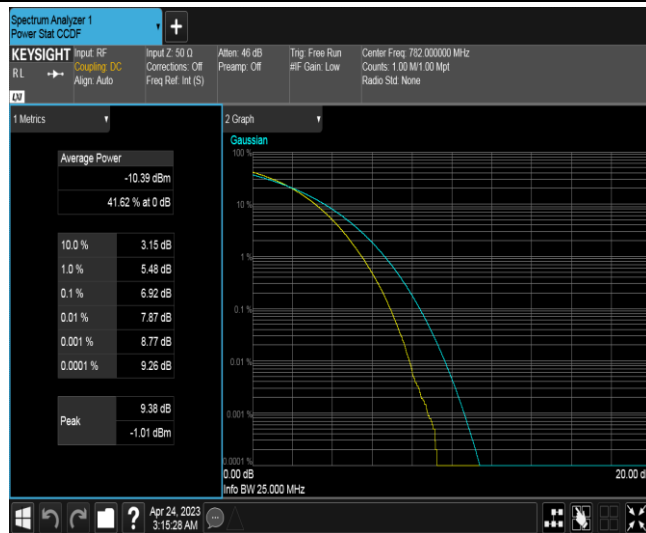 Spectrum Analyzer 1
Power Stat CCDF
KEYSIGHT
RL
Input: RF
Coupling: DC
Align: Auto
Input Z: 50 Ω
Corrections: Off
Freq Ref: Int (S)
Atten: 46 dB
Preamp: Off
Trig: Free Run
#IF Gain: Low
Center Freq: 782.000000 MHz
Counts: 1.00 M/1.00 Mpt
Radio Std: None
1 Metrics
Average Power
-10.39 dBm
41.62 % at 0 dB
10.0 % 3.15 dB
1.0 % 5.48 dB
0.1 % 6.92 dB
0.01 % 7.87 dB
0.001 % 8.77 dB
0.0001 % 9.26 dB
Peak
9.38 dB
-1.01 dBm
2 Graph
Gaussian
100 %
10 %
1 %
0.1 %
0.01 %
0.001 %
0.0001 %
0.00 dB
20.00 d
Info BW 25.000 MHz
Apr 24, 2023
3:15:28 AM